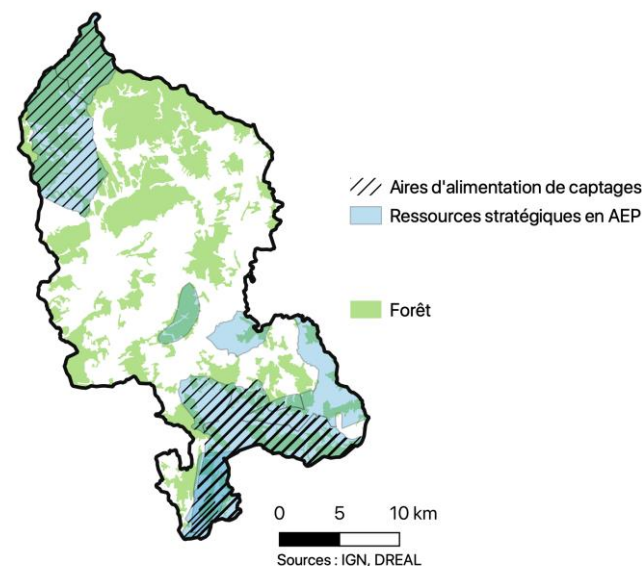 Aires d'alimentation de captages
Ressources stratégiques en AEP
Forêt
0 5 10 km
Sources : IGN, DREAL